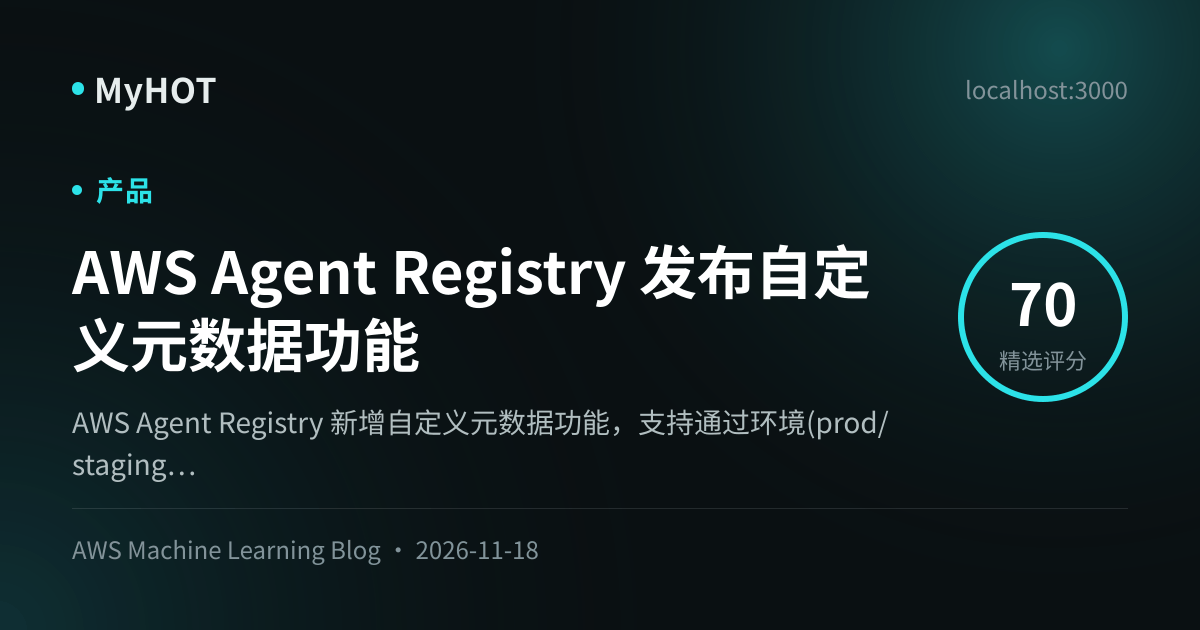 MyHOT
localhost:3000
产品
AWS Agent Registry 发布自定
义元数据功能
70
精选评分
AWS Agent Registry 新增自定义元数据功能，支持通过环境(prod/
staging…
AWS Machine Learning Blog · 2026-11-18